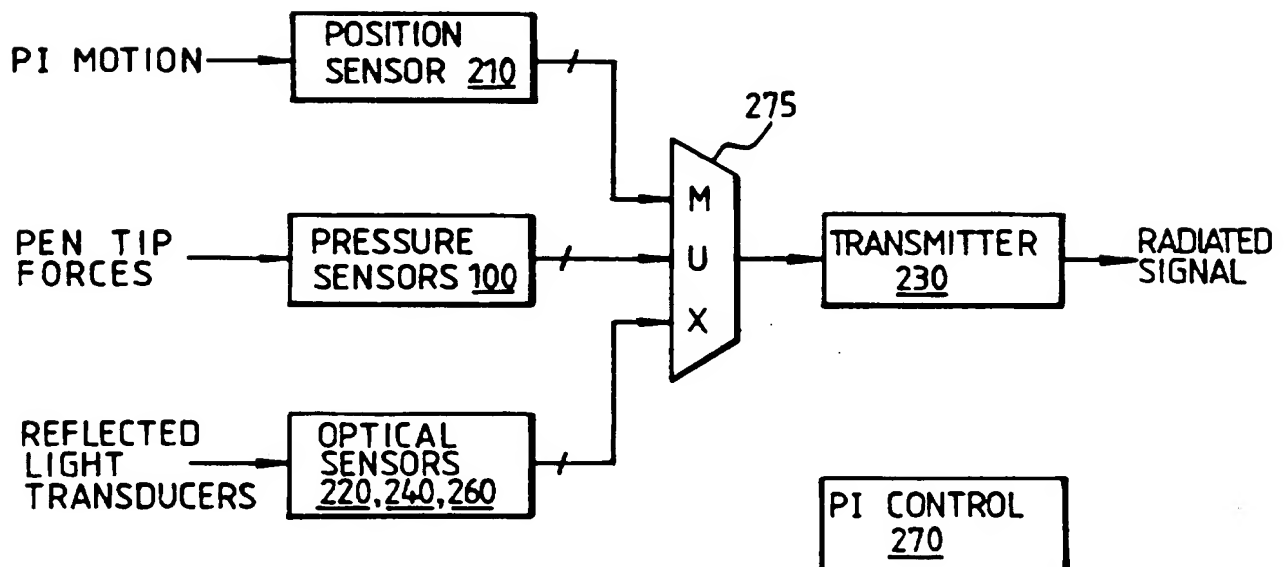 PI MOTION
POSITION
SENSOR 210
275
PEN TIP
FORCES
PRESSURE
SENSORS 100
M
U
X
TRANSMITTER
230
RADIATED
SIGNAL
REFLECTED
LIGHT
TRANSDUCERS
OPTICAL
SENSORS
220, 240, 260
PI CONTROL
270